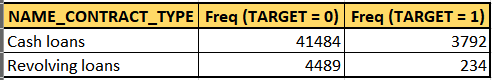 NAME_CONTRACT_TYPE Freq (TARGET = 0) Freq (TARGET = 1)
Cash loans 41484 3792
Revolving loans 4489 234